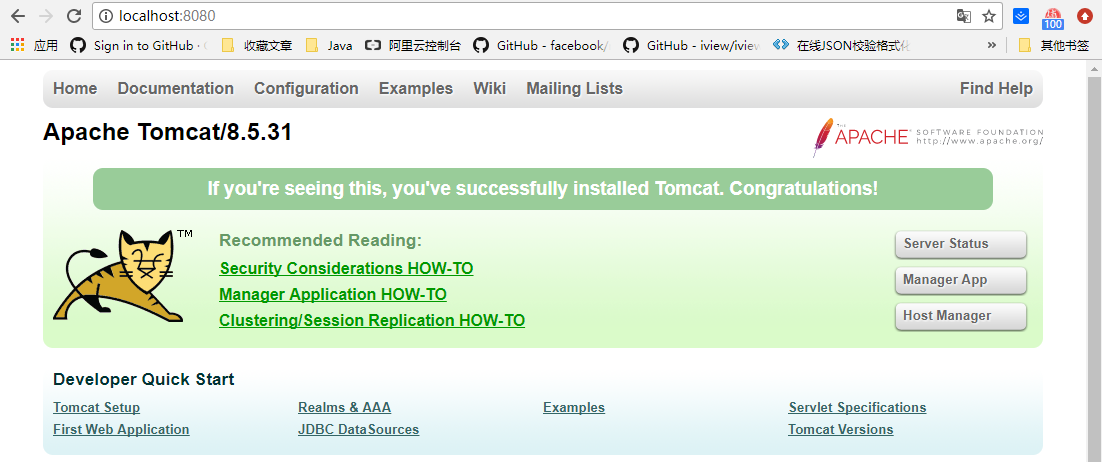 localhost:8080
应用 Sign in to GitHub · 收藏文章 Java 阿里云控制台 GitHub - facebook/ GitHub - iview/iview 在线JSON校验格式化 » 其他书签
100
Home Documentation Configuration Examples Wiki Mailing Lists Find Help
Apache Tomcat/8.5.31
THE APACHE® SOFTWARE FOUNDATION
http://www.apache.org/
If you're seeing this, you've successfully installed Tomcat. Congratulations!
TM
Recommended Reading:
Security Considerations HOW-TO
Manager Application HOW-TO
Clustering/Session Replication HOW-TO
Server Status
Manager App
Host Manager
Developer Quick Start
Tomcat Setup Realms & AAA Examples Servlet Specifications
First Web Application JDBC DataSources Tomcat Versions